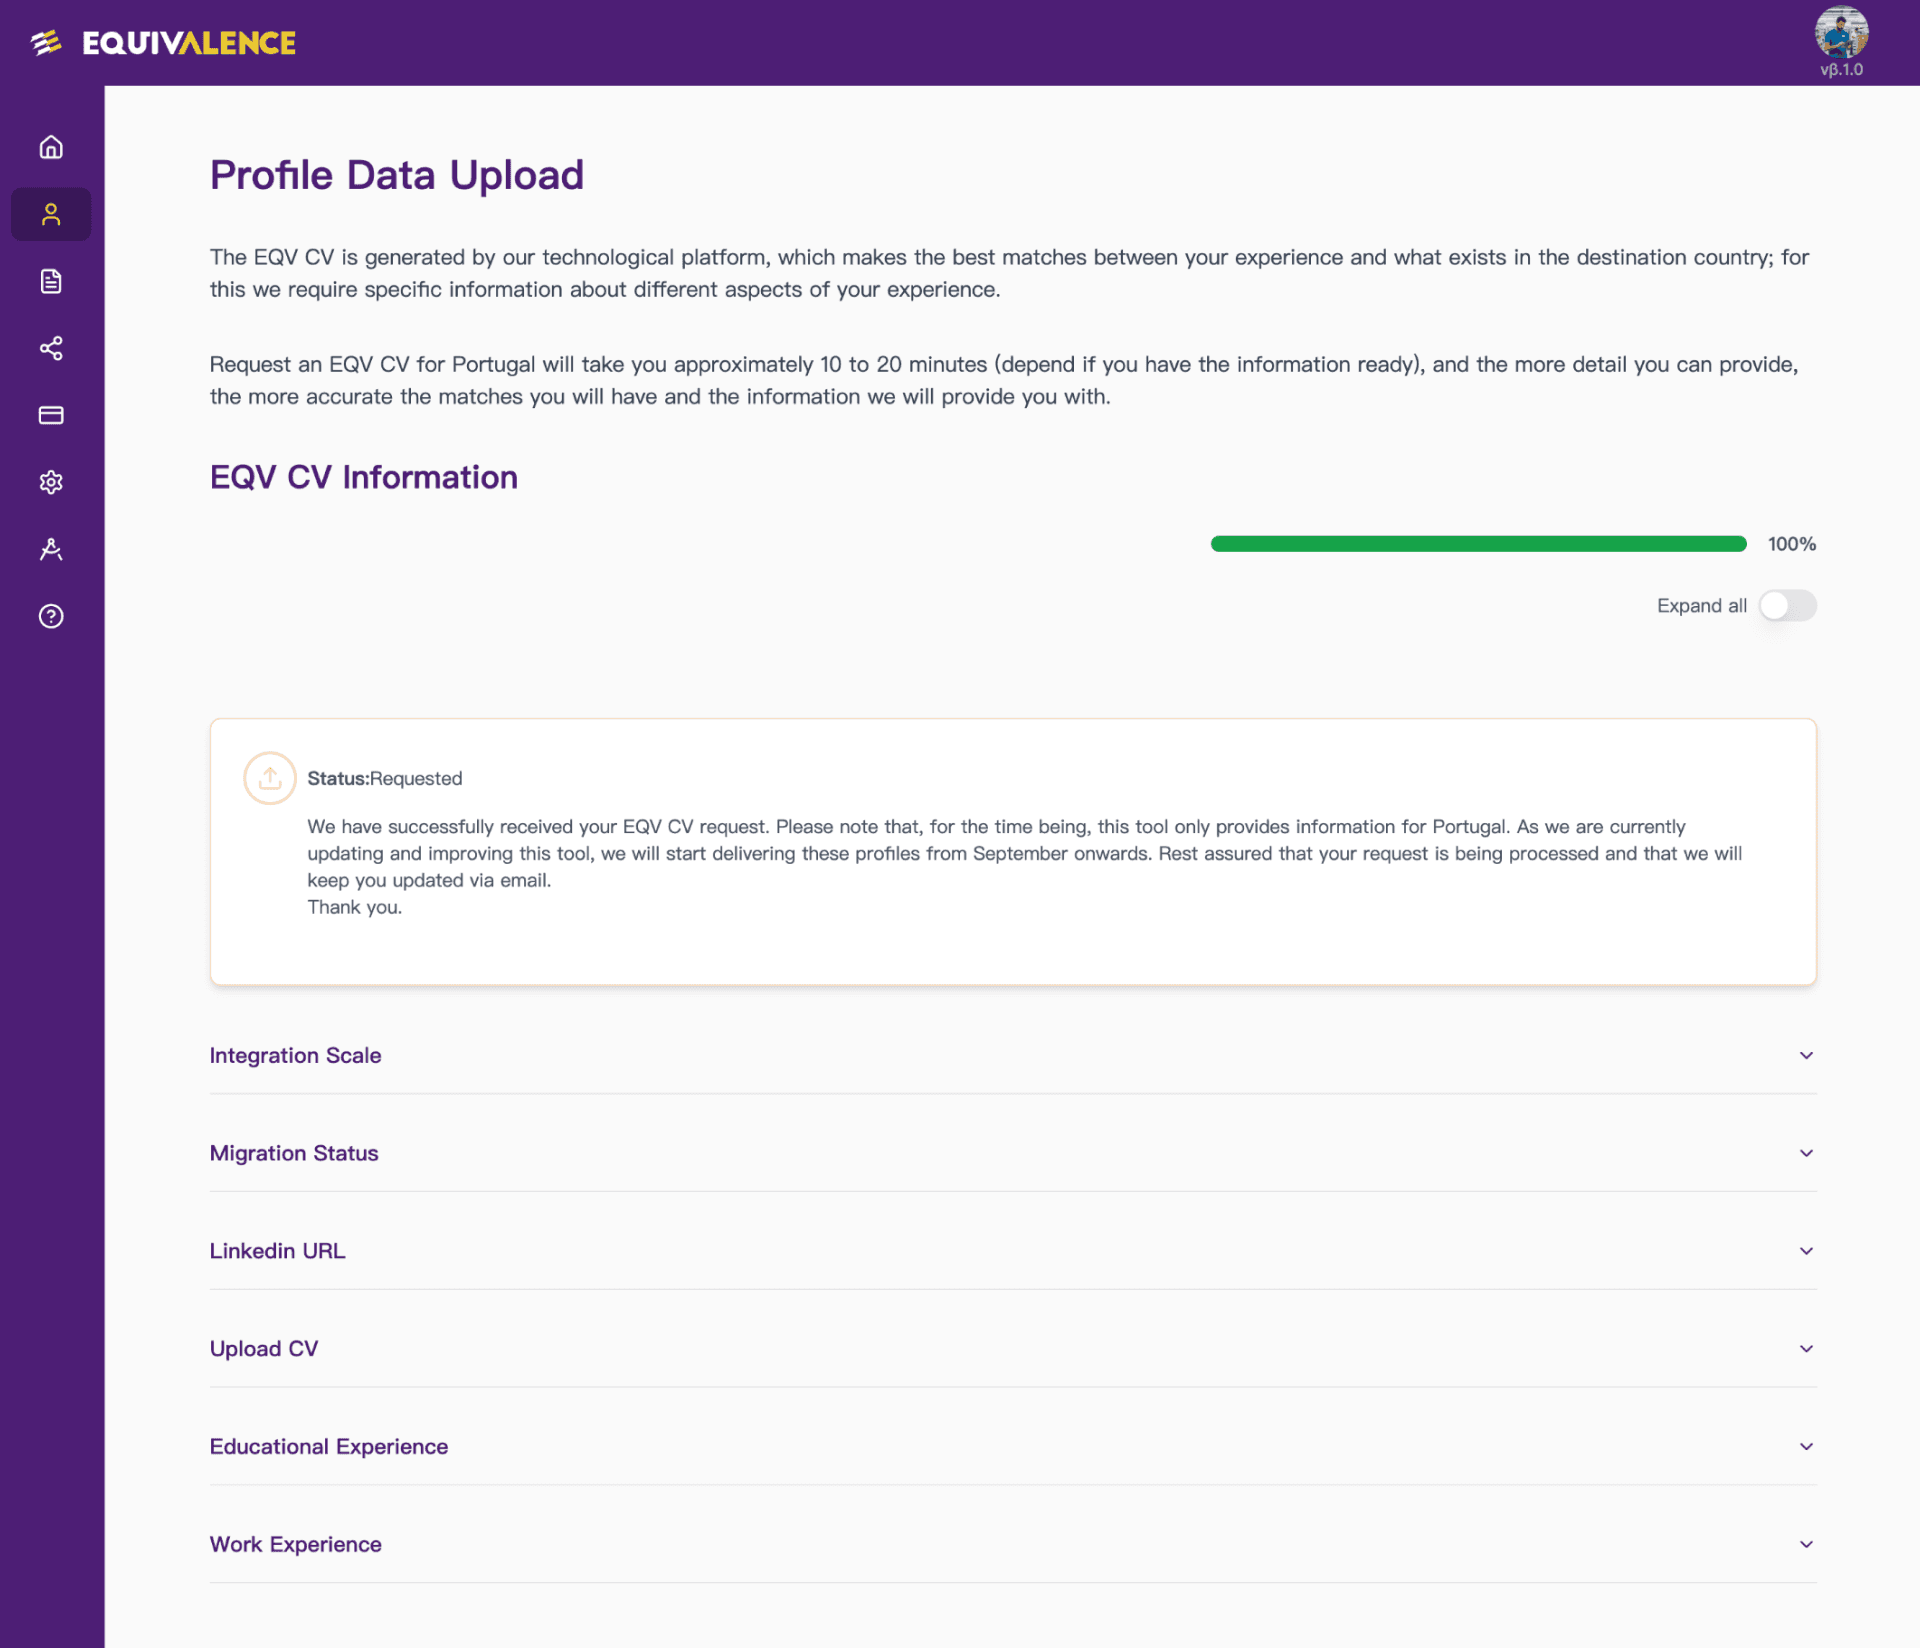 EQUIVALENCE
vβ.1.0
Profile Data Upload
The EQV CV is generated by our technological platform, which makes the best matches between your experience and what exists in the destination country; for
this we require specific information about different aspects of your experience.
Request an EQV CV for Portugal will take you approximately 10 to 20 minutes (depend if you have the information ready), and the more detail you can provide,
the more accurate the matches you will have and the information we will provide you with.
EQV CV Information
100%
Expand all
Status:Requested
We have successfully received your EQV CV request. Please note that, for the time being, this tool only provides information for Portugal. As we are currently
updating and improving this tool, we will start delivering these profiles from September onwards. Rest assured that your request is being processed and that we will
keep you updated via email.
Thank you.
Integration Scale
Migration Status
Linkedin URL
Upload CV
Educational Experience
Work Experience